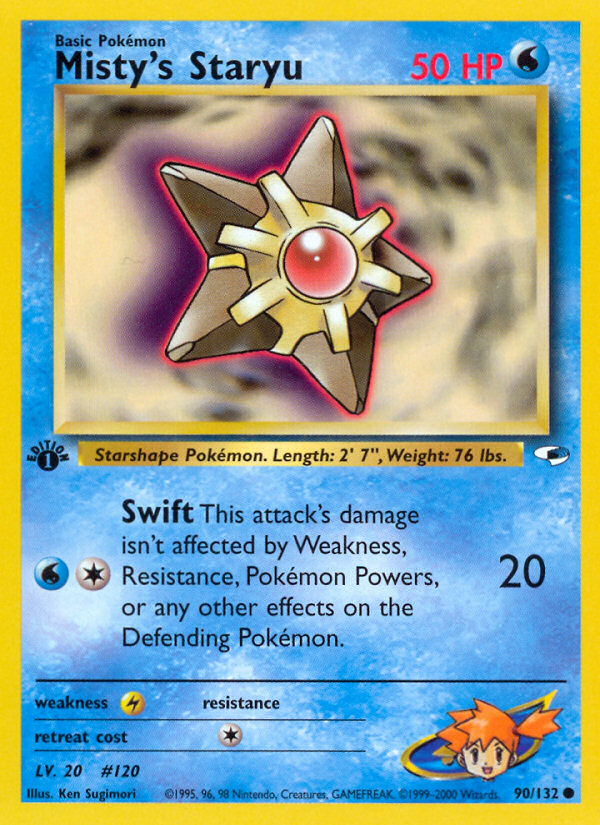 Basic Pokémon
Misty's Staryu
50 HP
EDITION
1
Starshape Pokémon. Length: 2' 7", Weight: 76 lbs.
Swift This attack's damage
isn't affected by Weakness,
Resistance, Pokémon Powers,
or any other effects on the
Defending Pokémon.
20
weakness
resistance
retreat cost
LV. 20 #120
Illus. Ken Sugimori
©1995, 96, 98 Nintendo, Creatures, GAMEFREAK. ©1999-2000 Wizards.
90/132